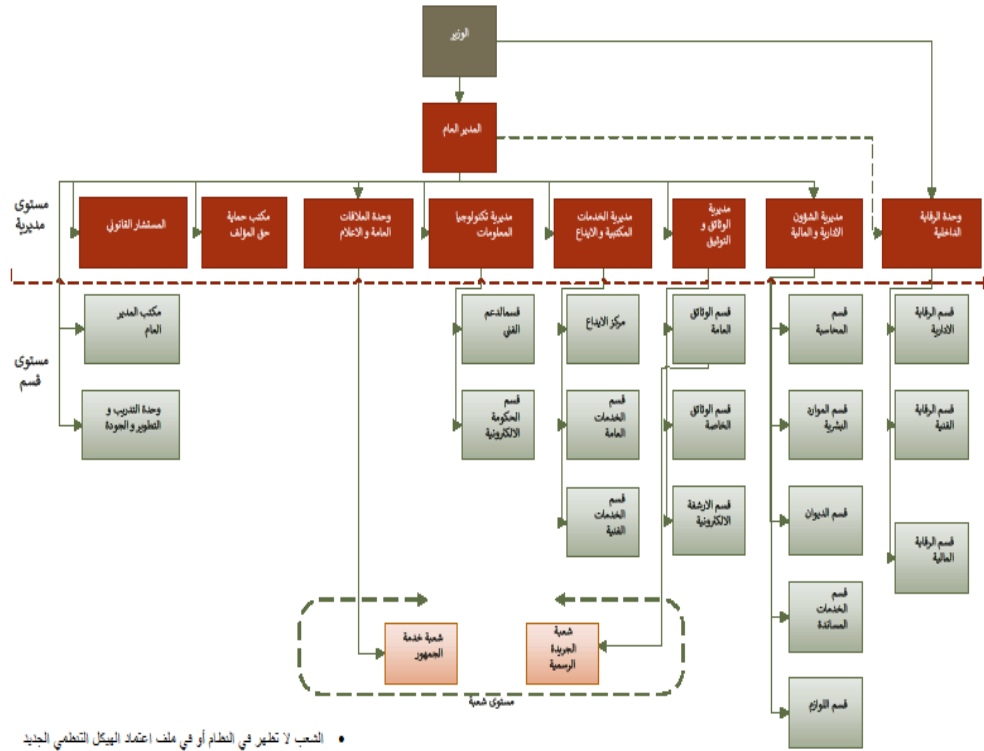 الوزير
المدير العام
مستوى
مديرية
وحدة الرقابة
الداخلية
مديرية الشؤون
الادارية و المالية
مديرية
الوثائق و
التوثيق
مديرية الخدمات
المكتبية و الايداع
مديرية تكنولوجيا
المعلومات
وحدة العلاقات
العامة و الاعلام
مكتب حماية
حق المؤلف
المستشار القانوني
مستوى
قسم
قسم الرقابة
الادارية
قسم
المحاسبة
قسم الوثائق
العامة
مركز الايداع
قسمالدعم
الفني
مكتب المدير
العام
قسم الرقابة
الفنية
قسم الموارد
البشرية
قسم الوثائق
الخاصة
قسم
الخدمات
العامة
قسم
الحكومة
الالكترونية
وحدة التدريب و
التطوير و الجودة
قسم الرقابة
المالية
قسم الديوان
قسم الارشفة
الالكترونية
قسم
الخدمات
الفنية
قسم
الخدمات
المساندة
قسم اللوازم
شعبة
الجريدة
الرسمية
شعبة خدمة
الجمهور
مستوى شعبة
• الشعب لا تظهر في النظام أو في ملف اعتماد الهيكل التنظمي الجديد